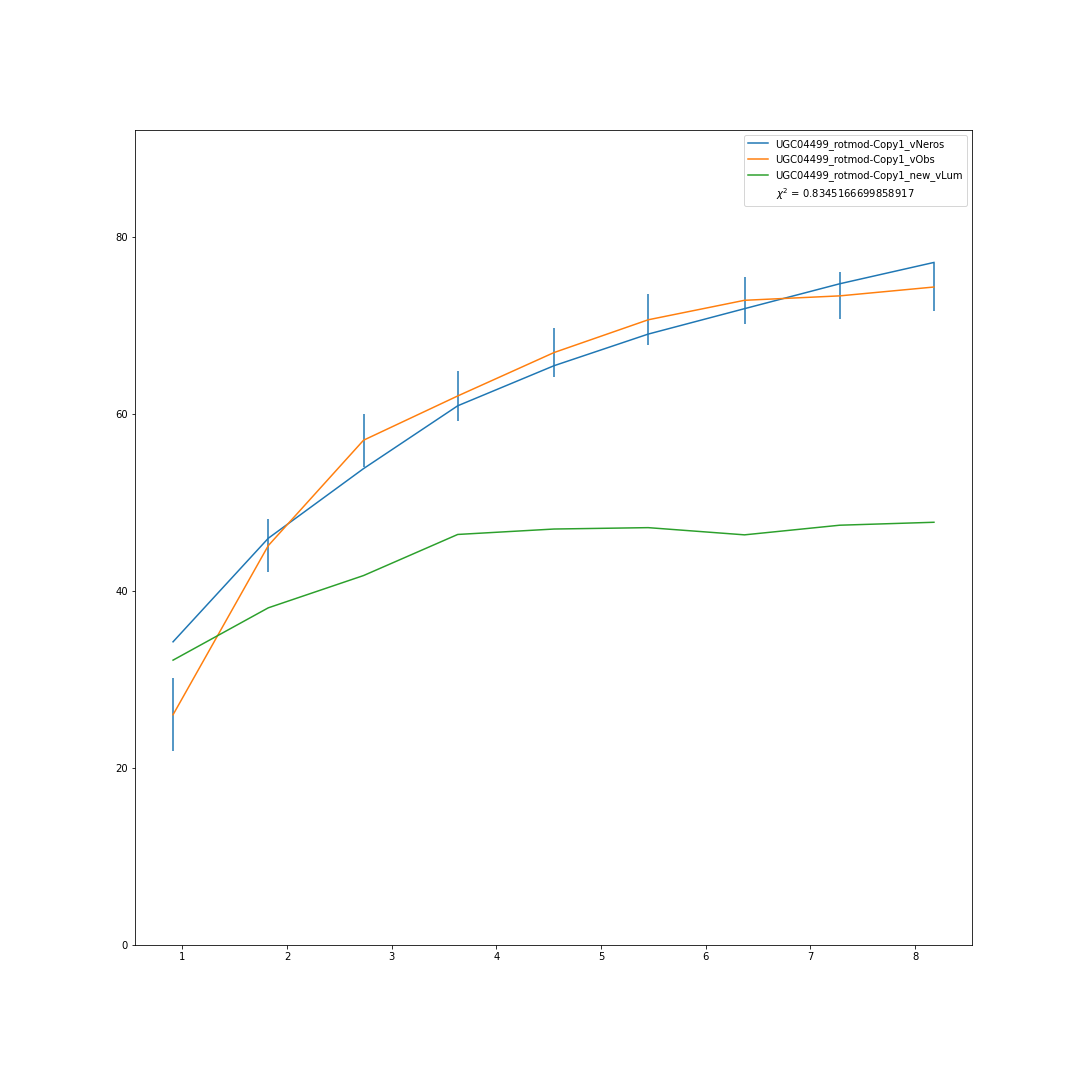 UGC04499_rotmod-Copy1_vNeros
UGC04499_rotmod-Copy1_vObs
UGC04499_rotmod-Copy1_new_vLum
χ² = 0.8345166699858917
80
60
40
20
0
1 2 3 4 5 6 7 8